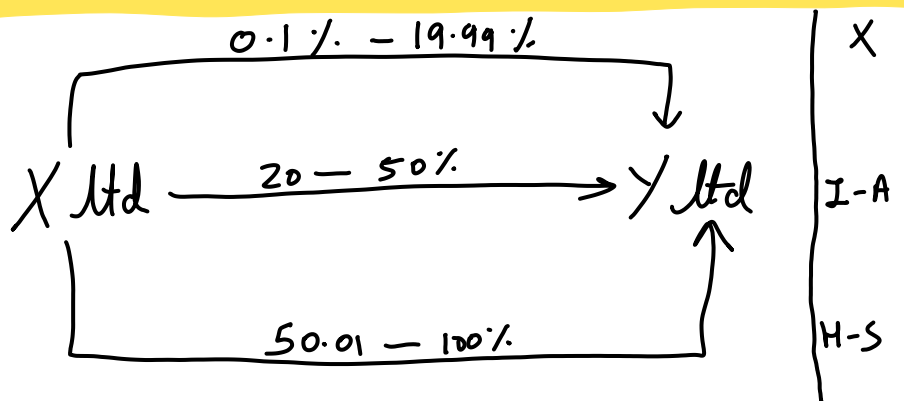 0.1 % - 19.99 % X
X ltd 20 - 50% Y ltd I-A
50.01 - 100% H-S